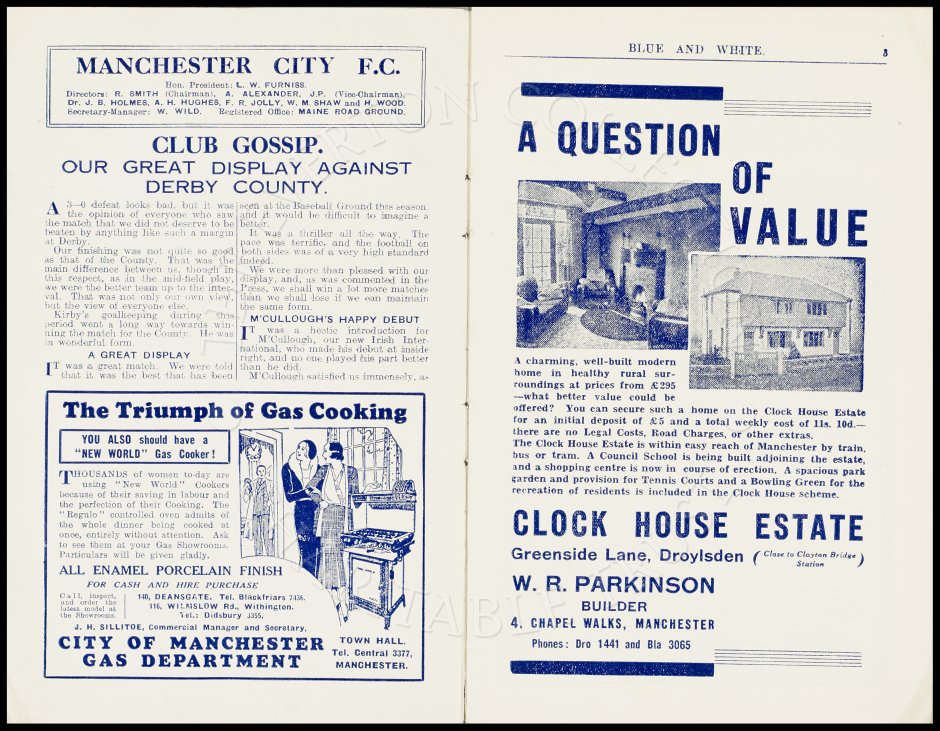 MANCHESTER CITY F.C.
Hon. President: L. W. FURNISS.
Directors: R. SMITH (Chairman), A. ALEXANDER, J.P. (Vice-Chairman),
Dr. J. B. HOLMES, A. H. HUGHES, F. R. JOLLY, W. M. SHAW and H. WOOD.
Secretary-Manager: W. WILD. Registered Office: MAINE ROAD GROUND.
CLUB GOSSIP.
OUR GREAT DISPLAY AGAINST
DERBY COUNTY.
A 3—0 defeat looks bad, but it was
the opinion of everyone who saw
the match that we did not deserve to be
beaten by anything like such a margin
at Derby.
Our finishing was not quite so good
as that of the County. That was the
main difference between us, though in
this respect, as in the mid-field play,
we were the better team up to the inter-
val. That was not only our own view,
but the view of everyone else.
Kirby's goalkeeping during this
period went a long way towards win-
ning the match for the County. He was
in wonderful form.
A GREAT DISPLAY
IT was a great match. We were told
that it was the best that has been
seen at the Baseball Ground this season,
and it would be difficult to imagine a
better.
It was a thriller all the way. The
pace was terrific, and the football on
both sides was of a very high standard
indeed.
We were more than pleased with our
display, and, as was commented in the
Press, we shall win a lot more matches
than we shall lose if we can maintain
the same form.
M'CULLOUGH'S HAPPY DEBUT
IT was a hectic introduction for
M'Cullough, our new Irish Inter-
national, who made his debut at inside
right, and no one played his part better
than he did.
M'Cullough satisfied us immensely, as
The Triumph of Gas Cooking
YOU ALSO should have a
"NEW WORLD" Gas Cooker!
THOUSANDS of women to-day are
using "New World" Cookers
because of their saving in labour and
the perfection of their Cooking. The
"Regulo" controlled oven admits of
the whole dinner being cooked at
once, entirely without attention. Ask
to see them at your Gas Showrooms.
Particulars will be given gladly.
ALL ENAMEL PORCELAIN FINISH
FOR CASH AND HIRE PURCHASE
Call, inspect,
and order the
latest model at
the Showrooms.
140, DEANSGATE. Tel. Blackfriars 7436.
116, WILMSLOW Rd., Withington.
Tel.: Didsbury 3355.
J. H. SILLITOE, Commercial Manager and Secretary,
CITY OF MANCHESTER
GAS DEPARTMENT
TOWN HALL.
Tel. Central 3377,
MANCHESTER.
BLUE AND WHITE. 3
A QUESTION
OF
VALUE
A charming, well-built modern
home in healthy rural sur-
roundings at prices from £295
—what better value could be
offered? You can secure such a home on the Clock House Estate
for an initial deposit of £5 and a total weekly cost of 11s. 10d.—
there are no Legal Costs, Road Charges, or other extras.
The Clock House Estate is within easy reach of Manchester by train,
bus or tram. A Council School is being built adjoining the estate,
and a shopping centre is now in course of erection. A spacious park
garden and provision for Tennis Courts and a Bowling Green for the
recreation of residents is included in the Clock House scheme.
CLOCK HOUSE ESTATE
Greenside Lane, Droylsden (Close to Clayton Bridge
Station)
W. R. PARKINSON
BUILDER
4, CHAPEL WALKS, MANCHESTER
Phones: Dro 1441 and Bla 3065